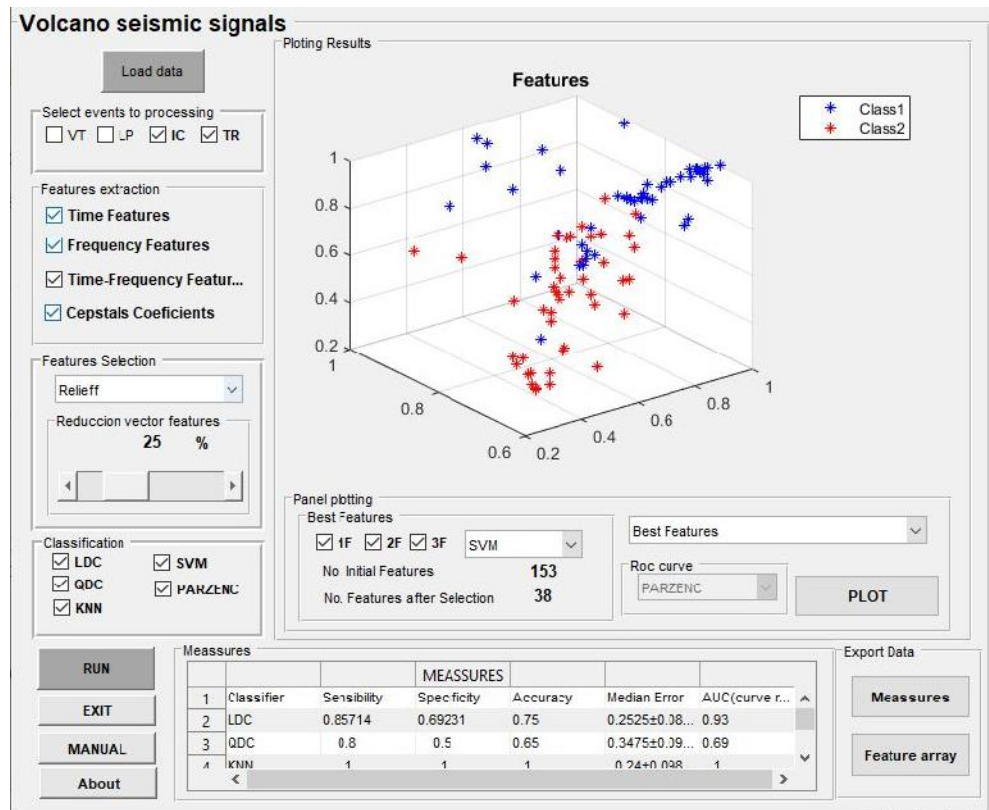 Volcano seismic signals
Load data
Select events to processing
VT LP IC TR
Features extraction
Time Features
Frequency Features
Time-Frequency Featur...
Cepstals Coeficients
Features Selection
Relieff
Reduccion vector features
25 %
Classification
LDC SVM
QDC PARZENC
KNN
RUN
EXIT
MANUAL
About
Ploting Results
Features
Class1
Class2
1
0.8
0.6
0.4
0.2
1
0.8
0.6
0.2
0.4
0.6
0.8
1
Panel plotting
Best Features
1F 2F 3F SVM
No Initial Features 153
No. Features after Selection 38
Best Features
Roc curve
PARZENC
PLOT
Meassures
MEASSURES
1 Classifier Sensibility Specficity Accuracy Median Error AUC(curve r...
2 LDC 0.85714 0.69231 0.75 0.2525±0.08... 0.93
3 QDC 0.8 0.5 0.65 0.3475±0.09... 0.69
4 KNN 1 1 1 0.24±0.098 1
Export Data
Meassures
Feature array